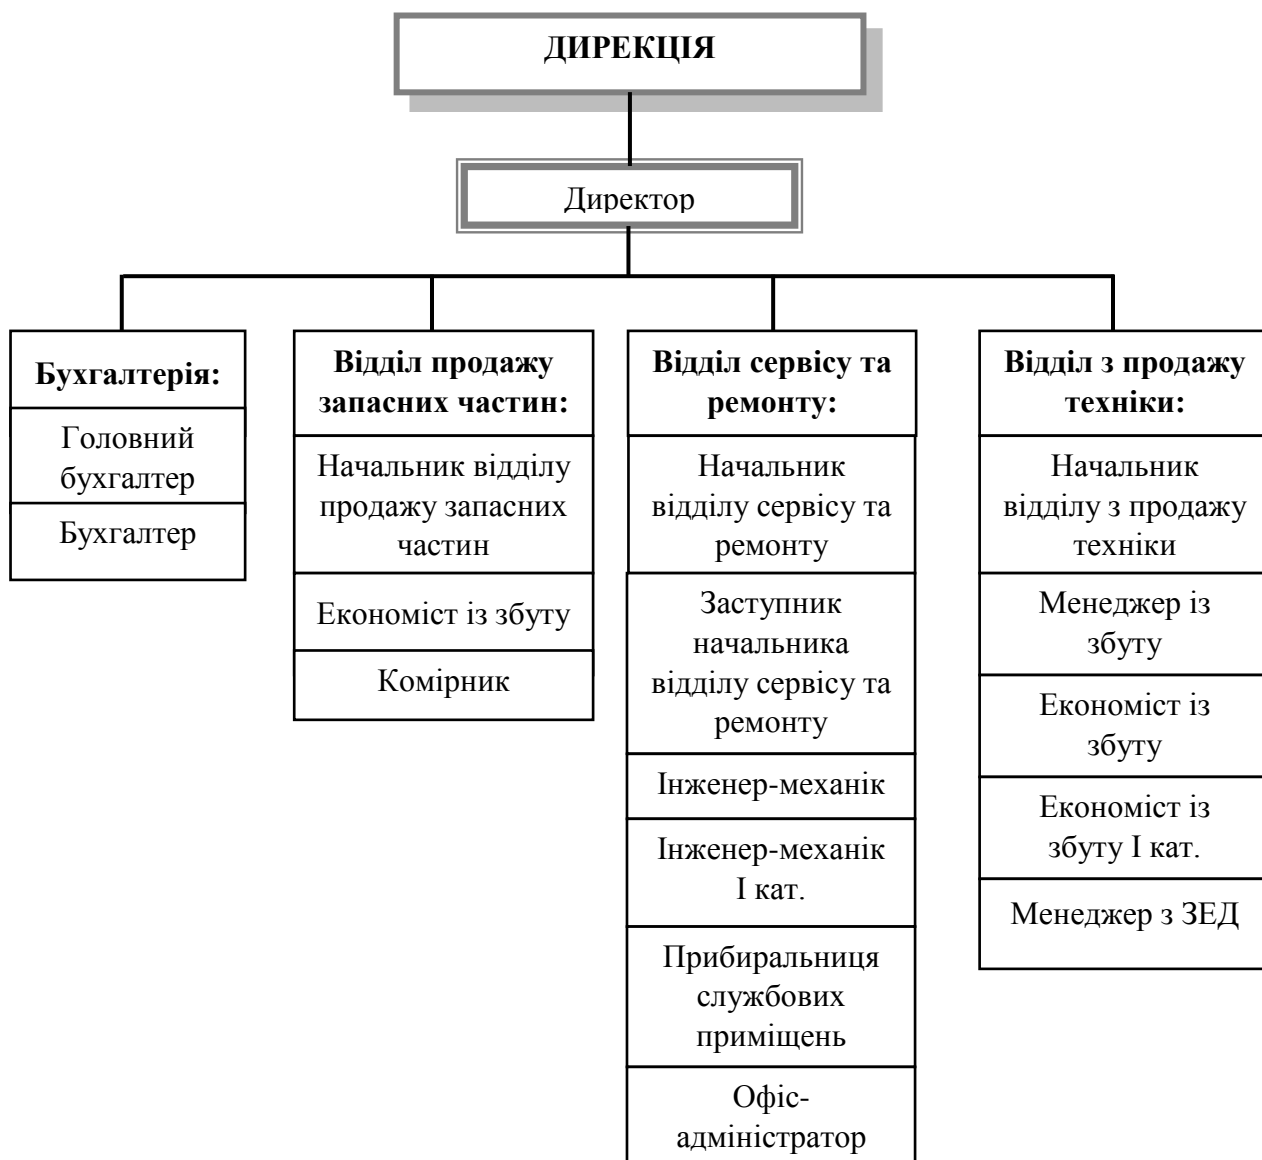 ДИРЕКЦІЯ
Директор
Бухгалтерія:
Головний
бухгалтер
Бухгалтер
Відділ продажу
запасних частин:
Начальник відділу
продажу запасних
частин
Економіст із збуту
Комірник
Відділ сервісу та
ремонту:
Начальник
відділу сервісу та
ремонту
Заступник
начальника
відділу сервісу та
ремонту
Інженер-механік
Інженер-механік
І кат.
Прибиральниця
службових
приміщень
Офіс-
адміністратор
Відділ з продажу
техніки:
Начальник
відділу з продажу
техніки
Менеджер із
збуту
Економіст із
збуту
Економіст із
збуту І кат.
Менеджер з ЗЕД